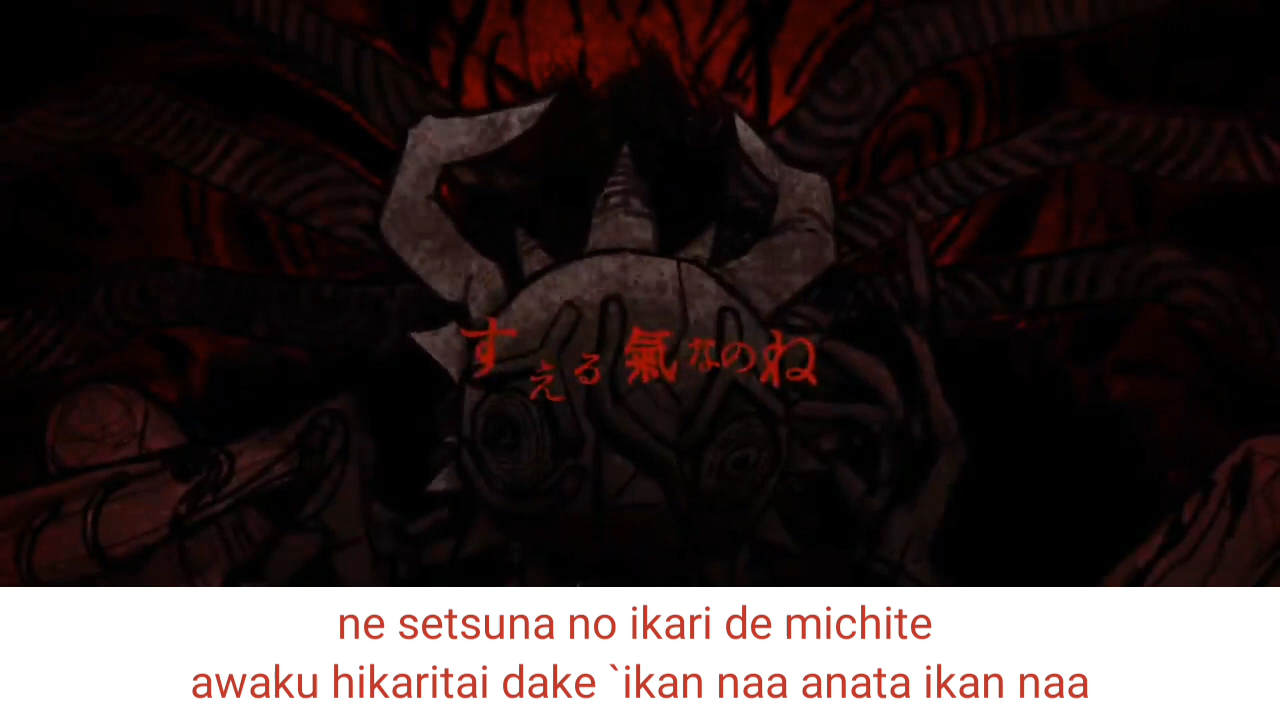 すえる氣なのね
ne setsuna no ikari de michite
awaku hikaritai dake `ikan naa anata ikan naa